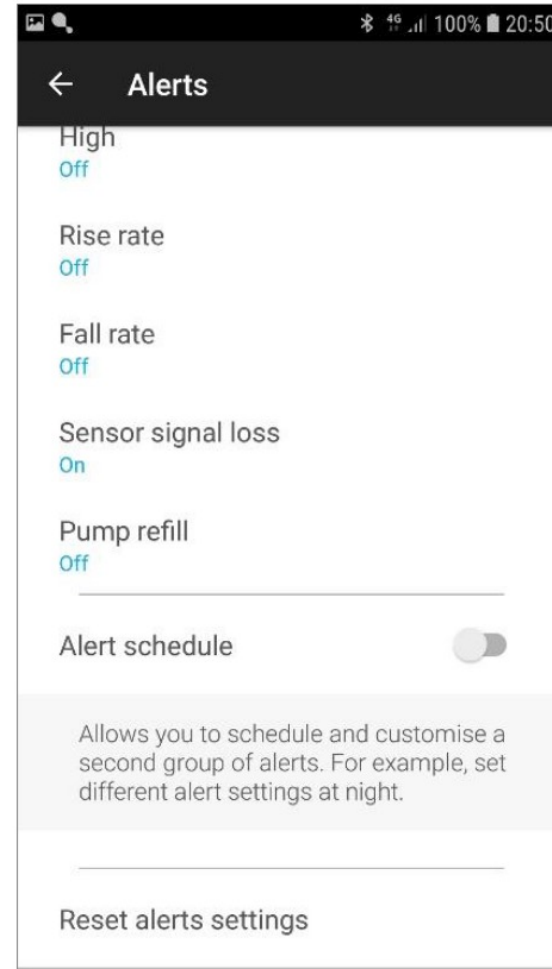 4G 100% 20:50
Alerts
High
Off
Rise rate
Off
Fall rate
Off
Sensor signal loss
On
Pump refill
Off
Alert schedule
Allows you to schedule and customise a
second group of alerts. For example, set
different alert settings at night.
Reset alerts settings